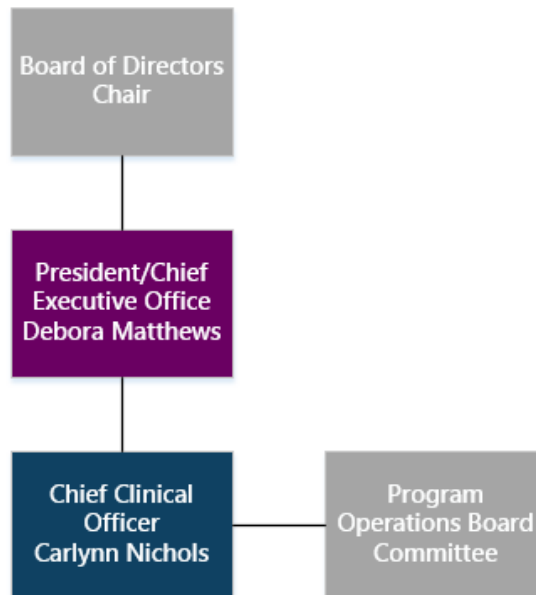 Board of Directors
Chair
President/Chief
Executive Office
Debora Matthews
Chief Clinical
Officer
Carlynn Nichols
Program
Operations Board
Committee